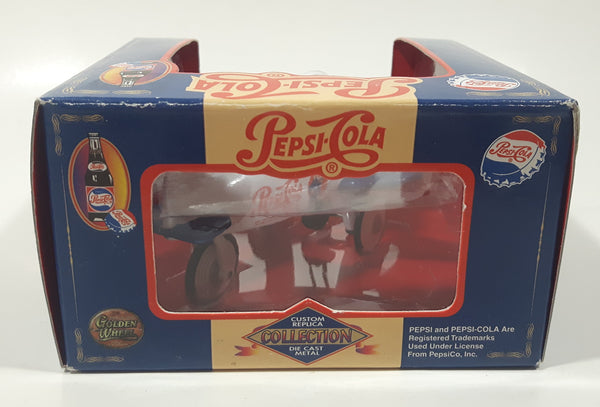 PEPSI-COLA
PEPSI-COLA
®
Pepsi-Cola
GOLDEN WHEEL
CUSTOM
REPLICA
COLLECTION
DIE CAST
METAL
PEPSI and PEPSI-COLA Are
Registered Trademarks
Used Under License
From PepsiCo, Inc.